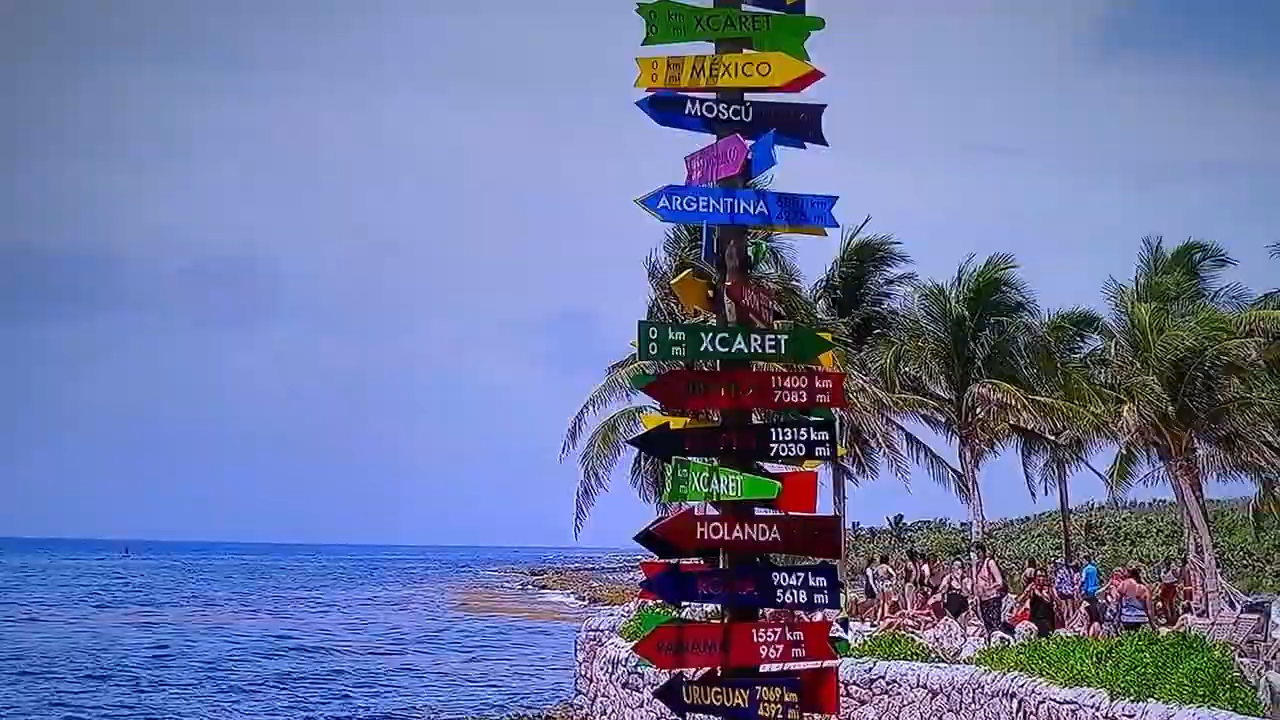 0 km XCARET
0 mi
0 km MÉXICO
0 mi
MOSCÚ
ARGENTINA
0 km XCARET
0 mi
11400 km
7083 mi
11315 km
7030 mi
XCARET
HOLANDA
9047 km
5618 mi
PANAMÁ 1557 km
967 mi
URUGUAY 7069 km
4392 mi